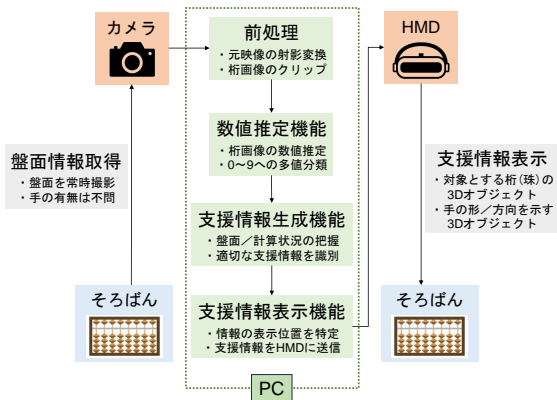 カメラ
前処理
・元映像の射影変換
・桁画像のクリップ
HMD
数値推定機能
・桁画像の数値推定
・0～9への多値分類
盤面情報取得
・盤面を常時撮影
・手の有無は不問
支援情報表示
・対象とする桁(珠)の
3Dオブジェクト
・手の形／方向を示す
3Dオブジェクト
支援情報生成機能
・盤面／計算状況の把握
・適切な支援情報を識別
そろばん
支援情報表示機能
・情報の表示位置を特定
・支援情報をHMDに送信
そろばん
PC